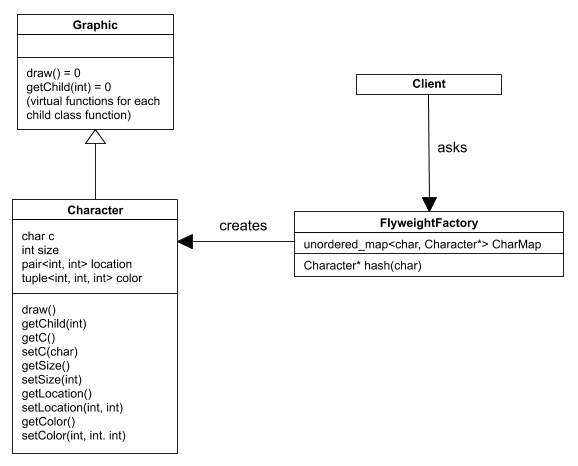 Graphic
draw() = 0
getChild(int) = 0
(virtual functions for each
child class function)
Client
asks
Character
char c
int size
pair<int, int> location
tuple<int, int, int> color
draw()
getChild(int)
getC()
setC(char)
getSize()
setSize(int)
getLocation()
setLocation(int, int)
getColor()
setColor(int, int. int)
creates
FlyweightFactory
unordered_map<char, Character*> CharMap
Character* hash(char)